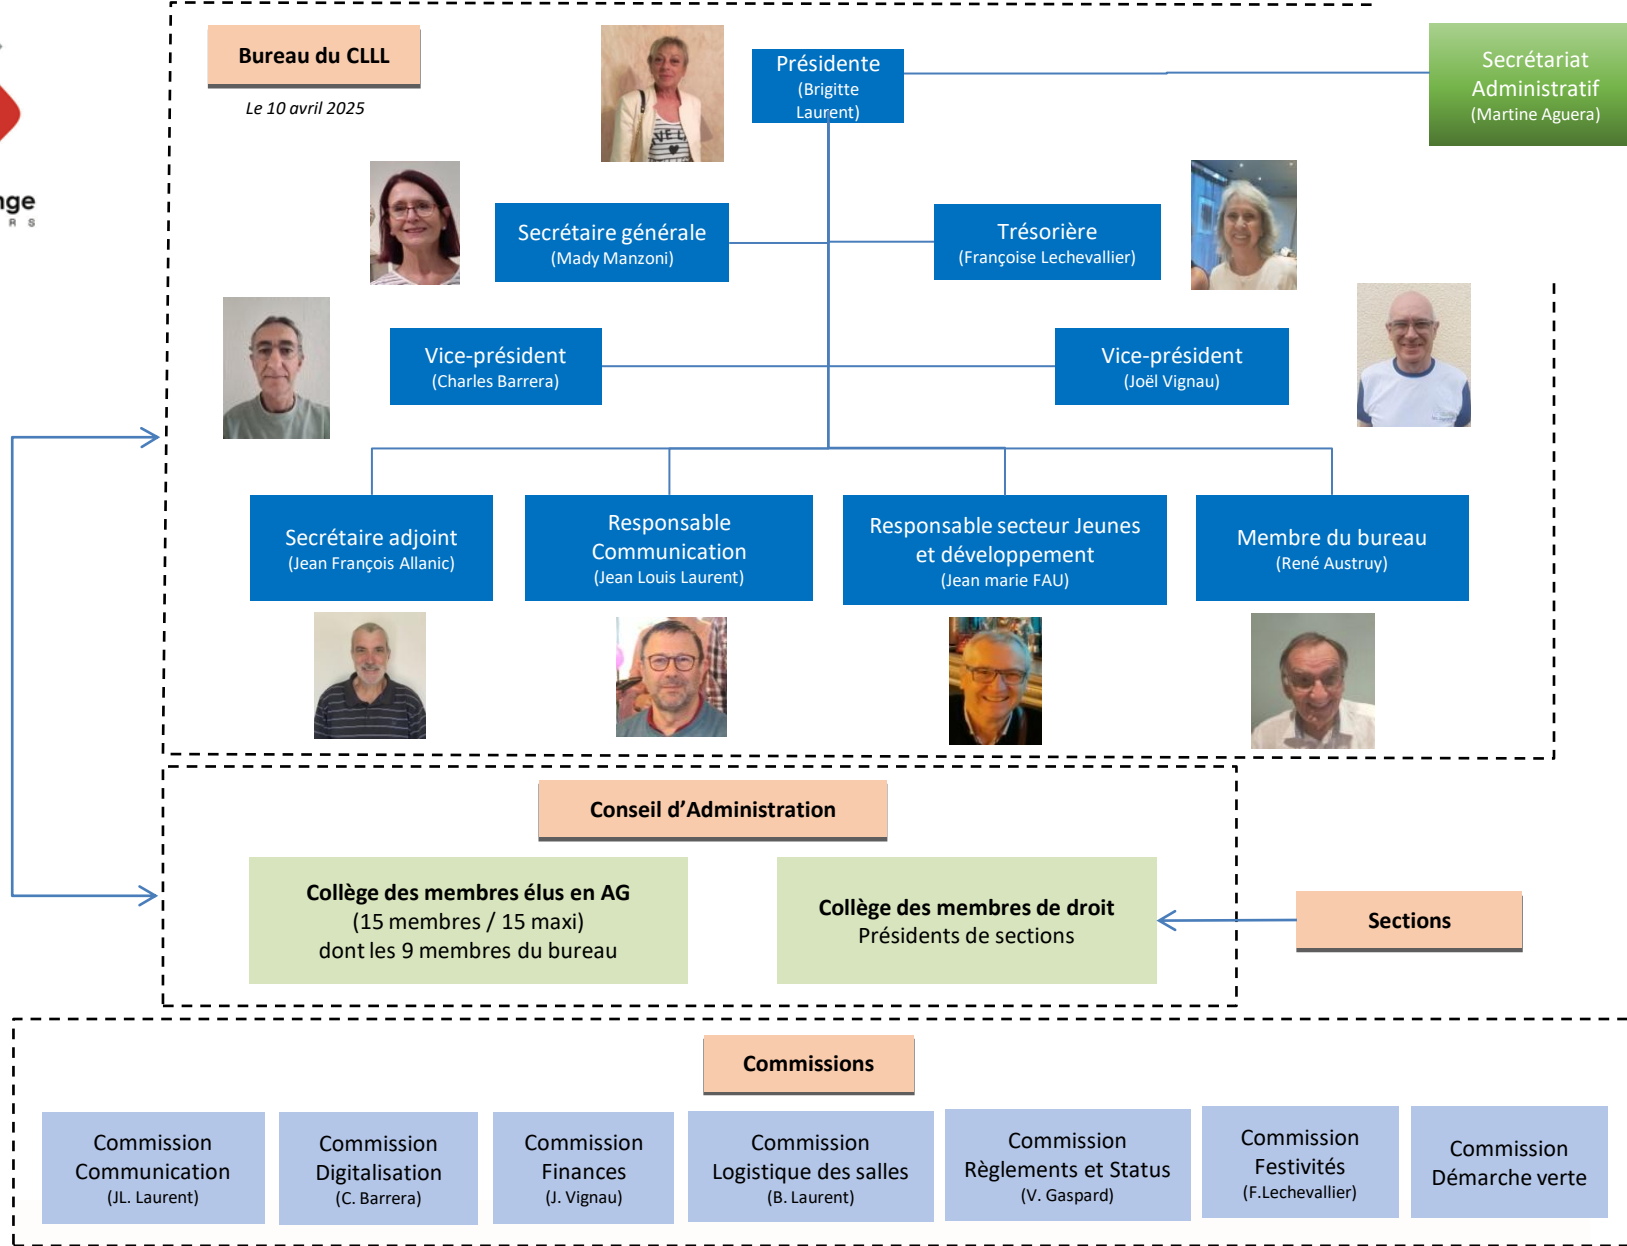 Bureau du CLLL
Le 10 avril 2025
Présidente
(Brigitte
Laurent)
Secrétariat
Administratif
(Martine Aguera)
Secrétaire générale
(Mady Manzoni)
Trésorière
(Françoise Lechevallier)
Vice-président
(Charles Barrera)
Vice-président
(Joël Vignau)
Secrétaire adjoint
(Jean François Allanic)
Responsable
Communication
(Jean Louis Laurent)
Responsable secteur Jeunes
et développement
(Jean marie FAU)
Membre du bureau
(René Austruy)
Conseil d’Administration
Collège des membres élus en AG
(15 membres / 15 maxi)
dont les 9 membres du bureau
Collège des membres de droit
Présidents de sections
Sections
Commissions
Commission
Communication
(JL. Laurent)
Commission
Digitalisation
(C. Barrera)
Commission
Finances
(J. Vignau)
Commission
Logistique des salles
(B. Laurent)
Commission
Règlements et Status
(V. Gaspard)
Commission
Festivités
(F.Lechevallier)
Commission
Démarche verte